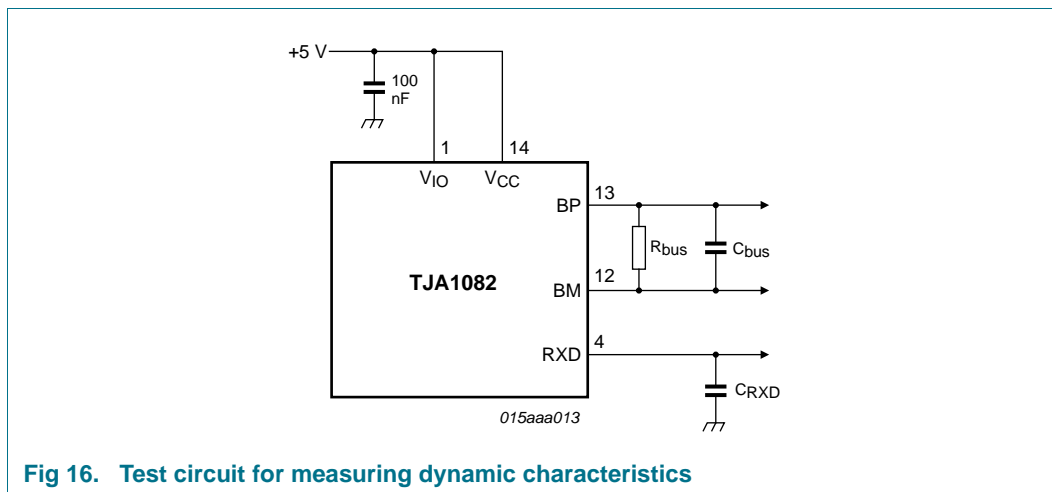 +5 V
100
nF
1
14
VIO
VCC
BP
13
Rbus
Cbus
TJA1082
12
BM
4
RXD
CRXD
015aaa013
Fig 16. Test circuit for measuring dynamic characteristics